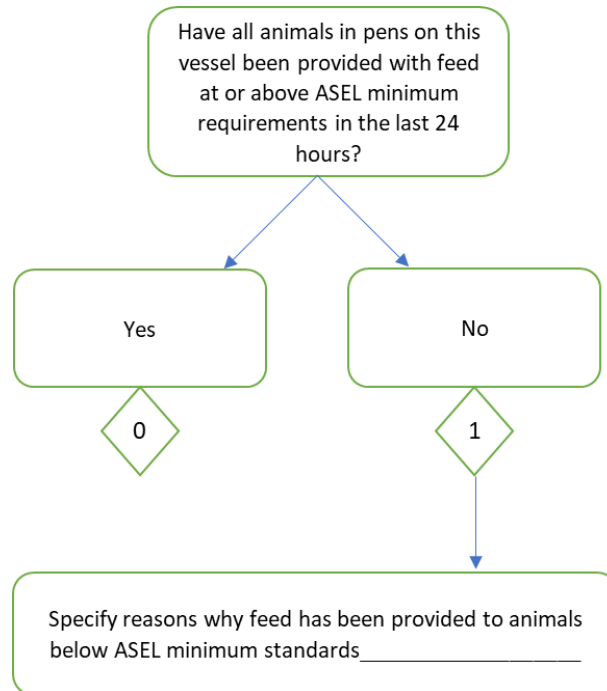 Have all animals in pens on this
vessel been provided with feed
at or above ASEL minimum
requirements in the last 24
hours?
Yes
No
0
1
Specify reasons why feed has been provided to animals
below ASEL minimum standards____________________